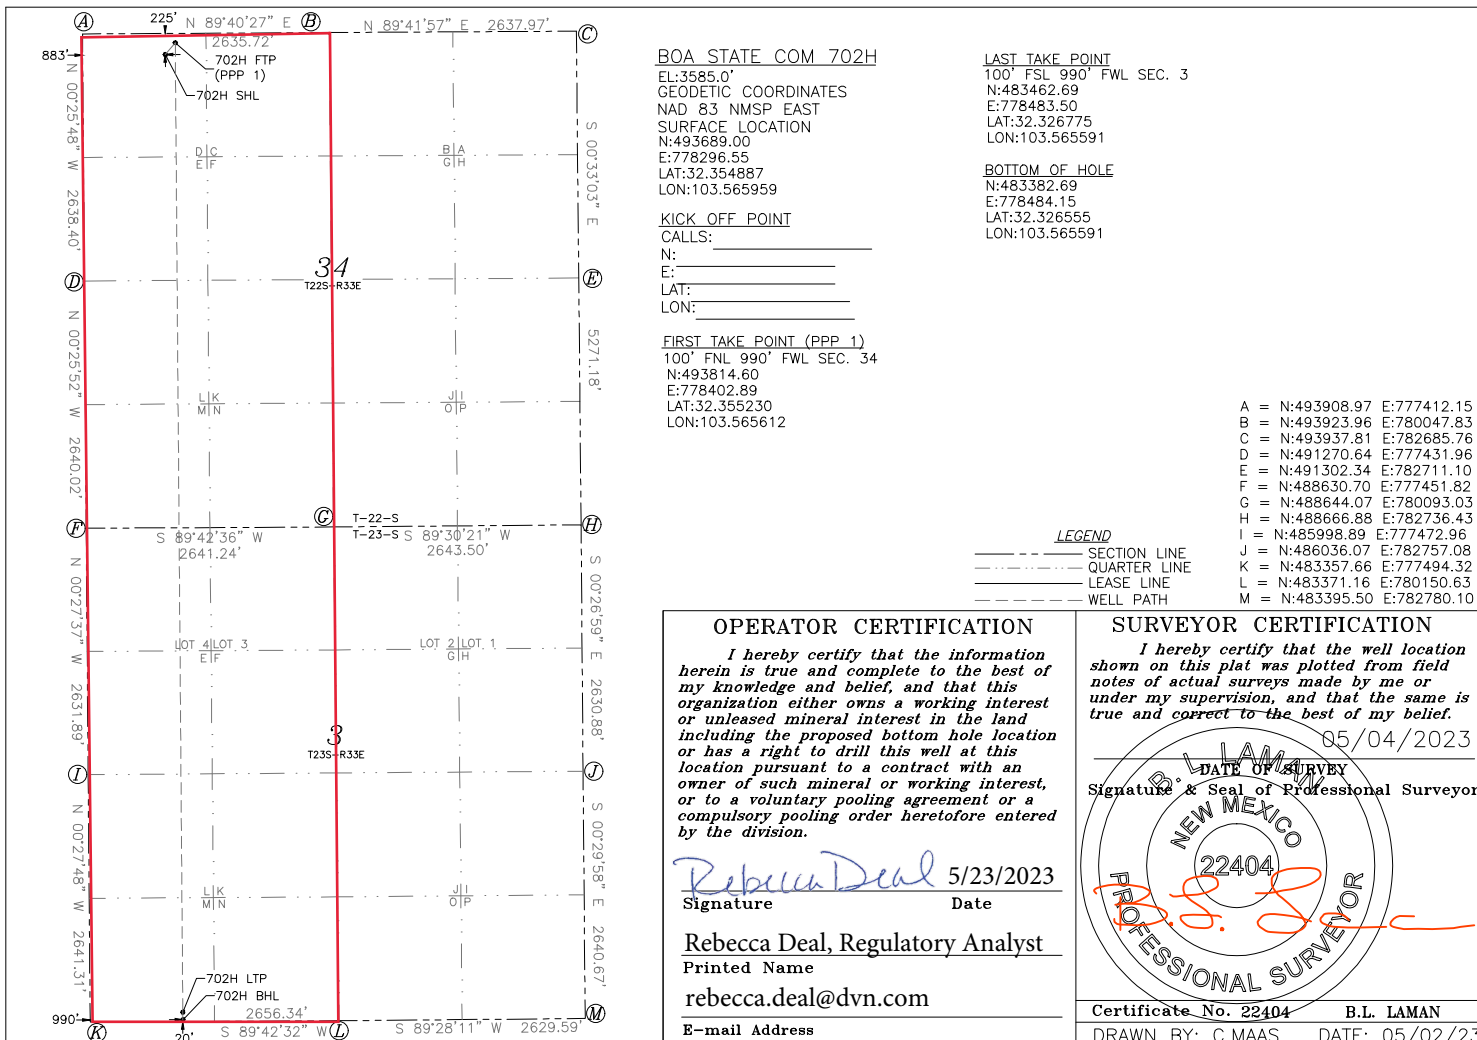 A
225'
N 89°40'27" E
B
N 89°41'57" E 2637.97'
C
2635.72'
883'
702H FTP
(PPP 1)
702H SHL
N 00°25'48" W 2638.40'
S 00°33'03" E 5271.18'
D C
E F
B A
G H
34
T22S-R33E
D
E
N 00°25'52" W 2640.02'
L K
M N
J I
O P
F
G
T-22-S
T-23-S
H
S 89°42'36" W
2641.24'
S 89°30'21" W
2643.50'
N 00°27'37" W 2631.89'
S 00°26'59" E 2630.88'
LOT 4 LOT 3
E F
LOT 2 LOT 1
G H
3
T23S-R33E
I
J
N 00°27'48" W 2641.31'
S 00°29'58" E 2640.67'
L K
M N
J I
O P
702H LTP
702H BHL
990'
2656.34'
K
20'
S 89°42'32" W
L
S 89°28'11" W 2629.59'
M
BOA STATE COM 702H
EL:3585.0'
GEODETIC COORDINATES
NAD 83 NMSP EAST
SURFACE LOCATION
N:493689.00
E:778296.55
LAT:32.354887
LON:103.565959
KICK OFF POINT
CALLS:
N:
E:
LAT:
LON:
FIRST TAKE POINT (PPP 1)
100' FNL 990' FWL SEC. 34
N:493814.60
E:778402.89
LAT:32.355230
LON:103.565612
LAST TAKE POINT
100' FSL 990' FWL SEC. 3
N:483462.69
E:778483.50
LAT:32.326775
LON:103.565591
BOTTOM OF HOLE
N:483382.69
E:778484.15
LAT:32.326555
LON:103.565591
A = N:493908.97 E:777412.15
B = N:493923.96 E:780047.83
C = N:493937.81 E:782685.76
D = N:491270.64 E:777431.96
E = N:491302.34 E:782711.10
F = N:488630.70 E:777451.82
G = N:488644.07 E:780093.03
H = N:488666.88 E:782736.43
I = N:485998.89 E:777472.96
J = N:486036.07 E:782757.08
K = N:483357.66 E:777494.32
L = N:483371.16 E:780150.63
M = N:483395.50 E:782780.10
LEGEND
SECTION LINE
QUARTER LINE
LEASE LINE
WELL PATH
OPERATOR CERTIFICATION
I hereby certify that the information
herein is true and complete to the best of
my knowledge and belief, and that this
organization either owns a working interest
or unleased mineral interest in the land
including the proposed bottom hole location
or has a right to drill this well at this
location pursuant to a contract with an
owner of such mineral or working interest,
or to a voluntary pooling agreement or a
compulsory pooling order heretofore entered
by the division.
Rebecca Deal 5/23/2023
Signature Date
Rebecca Deal, Regulatory Analyst
Printed Name
rebecca.deal@dvn.com
E-mail Address
SURVEYOR CERTIFICATION
I hereby certify that the well location
shown on this plat was plotted from field
notes of actual surveys made by me or
under my supervision, and that the same is
true and correct to the best of my belief.
05/04/2023
DATE OF SURVEY
Signature & Seal of Professional Surveyor
B. L. LAMAN
NEW MEXICO
22404
PROFESSIONAL SURVEYOR
Certificate No. 22404 B.L. LAMAN
DRAWN BY: C.MAAS DATE: 05/02/23